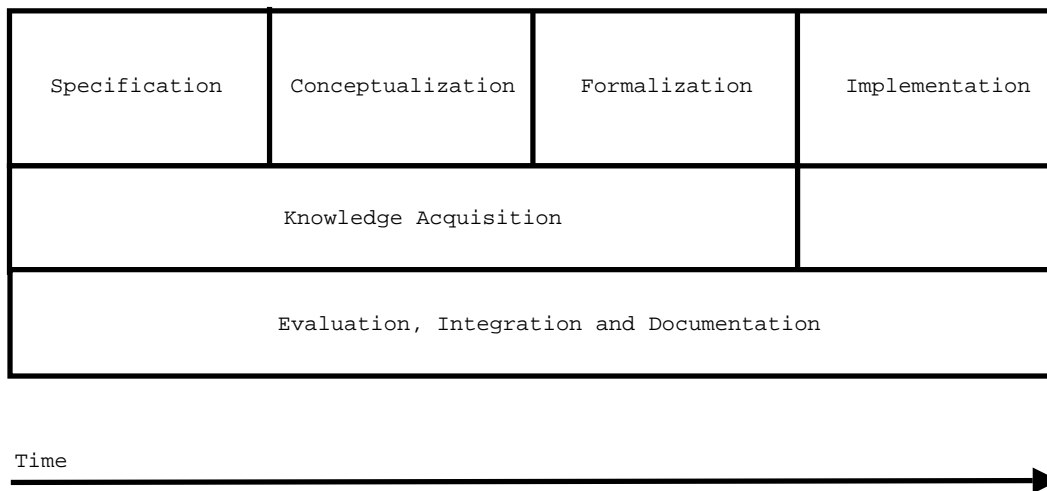 Specification Conceptualization Formalization Implementation
Knowledge Acquisition
Evaluation, Integration and Documentation
Time